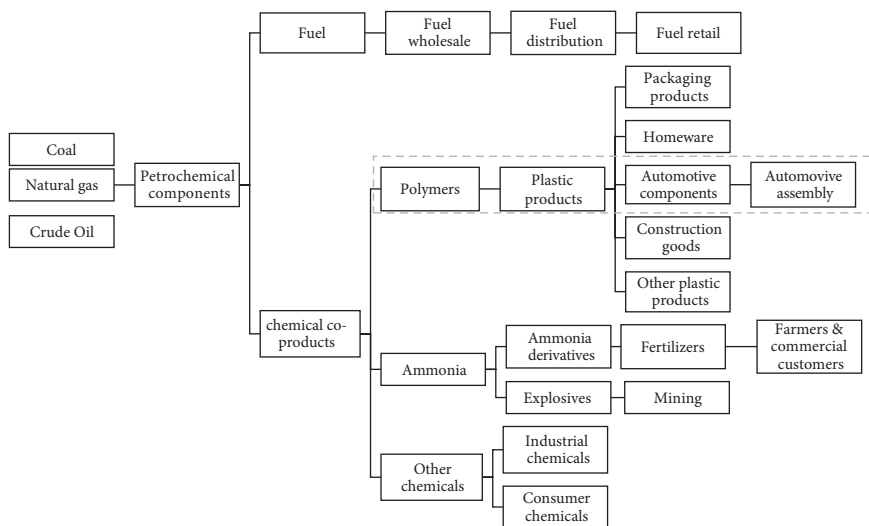 Fuel
Fuel
wholesale
Fuel
distribution
Fuel retail
Packaging
products
Coal
Homeware
Natural gas
Petrochemical
components
Polymers
Plastic
products
Automotive
components
Automovive
assembly
Crude Oil
Construction
goods
Other plastic
products
chemical co-
products
Ammonia
Ammonia
derivatives
Fertilizers
Farmers &
commercial
customers
Explosives
Mining
Other
chemicals
Industrial
chemicals
Consumer
chemicals